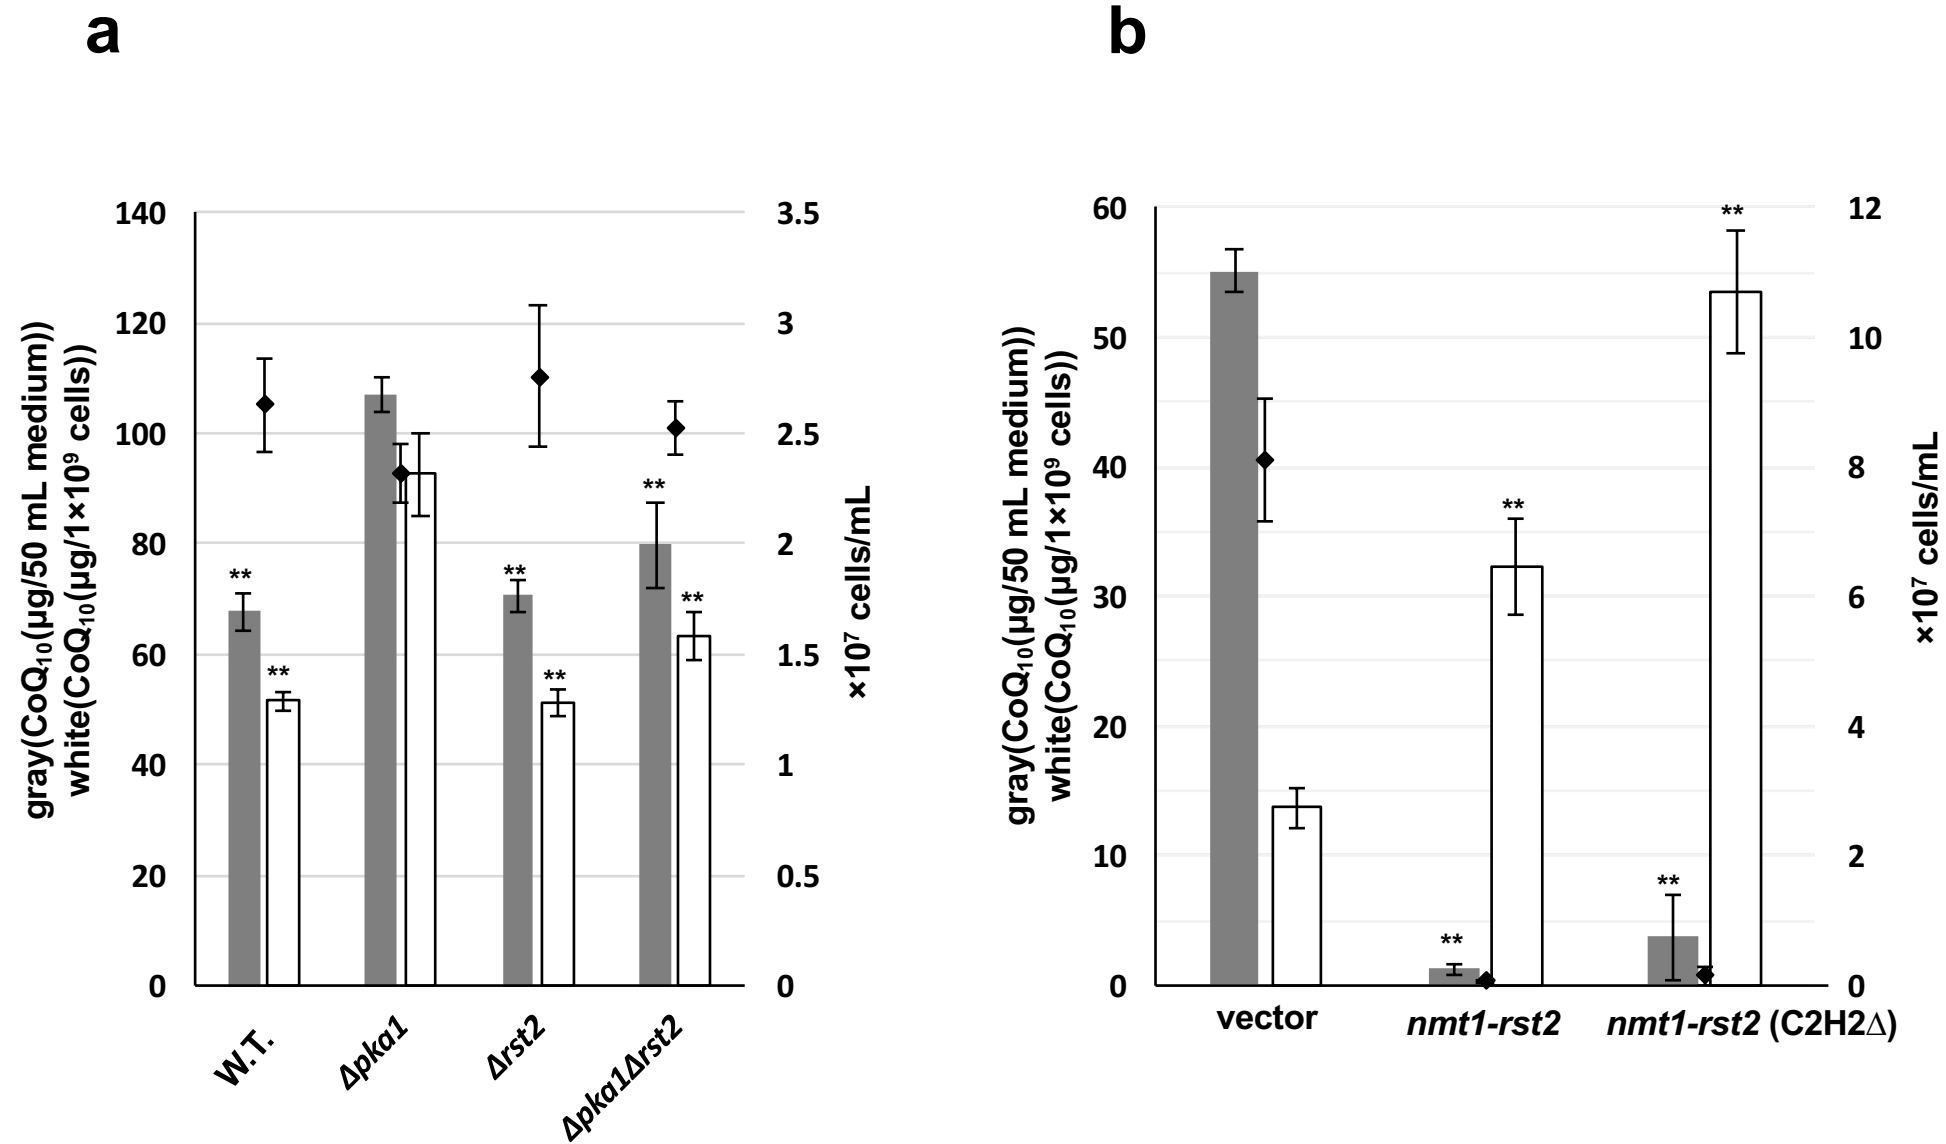 a
140
120
100
80
60
40
20
0
3.5
3
2.5
2
1.5
1
0.5
0
gray(CoQ₁₀(µg/50 mL medium))
white(CoQ₁₀(µg/1×10⁹ cells))
×10⁷ cells/mL
**
**
**
**
**
**
W.T.
Δpka1
Δrst2
Δpka1Δrst2
b
60
50
40
30
20
10
0
12
10
8
6
4
2
0
gray(CoQ₁₀(µg/50 mL medium))
white(CoQ₁₀(µg/1×10⁹ cells))
×10⁷ cells/mL
**
**
**
**
vector
nmt1-rst2
nmt1-rst2 (C2H2Δ)